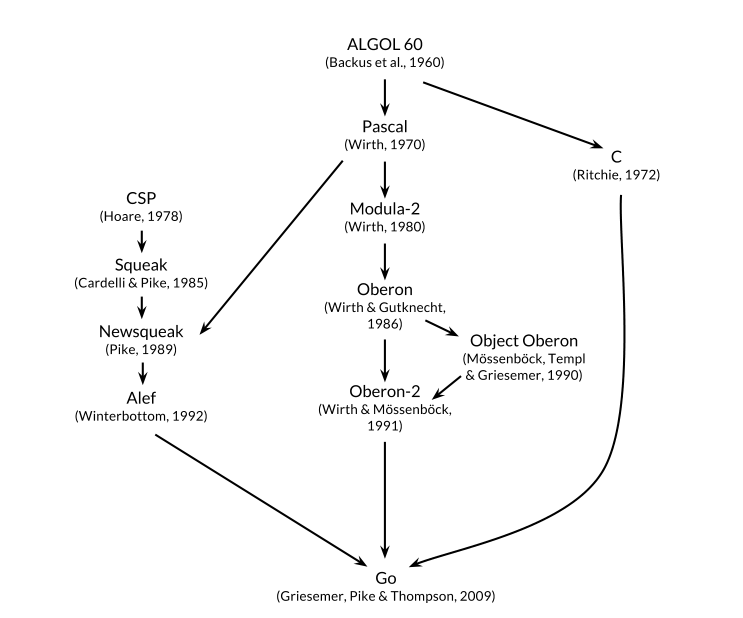 ALGOL 60
(Backus et al., 1960)
Pascal
(Wirth, 1970)
C
(Ritchie, 1972)
CSP
(Hoare, 1978)
Modula-2
(Wirth, 1980)
Squeak
(Cardelli & Pike, 1985)
Oberon
(Wirth & Gutknecht,
1986)
Newsqueak
(Pike, 1989)
Object Oberon
(Mössenböck, Templ
& Griesemer, 1990)
Alef
(Winterbottom, 1992)
Oberon-2
(Wirth & Mössenböck,
1991)
Go
(Griesemer, Pike & Thompson, 2009)